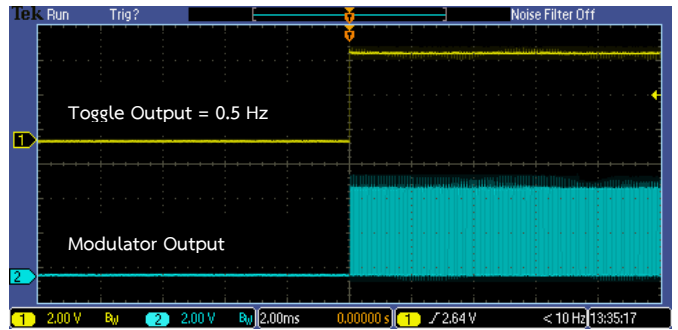 Tek Run Trig? Noise Filter Off
Toggle Output = 0.5 Hz
1
Modulator Output
2
1 2.00 V BW 2 2.00 V BW 2.00ms 0.00000 s 1 2.64 V < 10 Hz 13:35:17